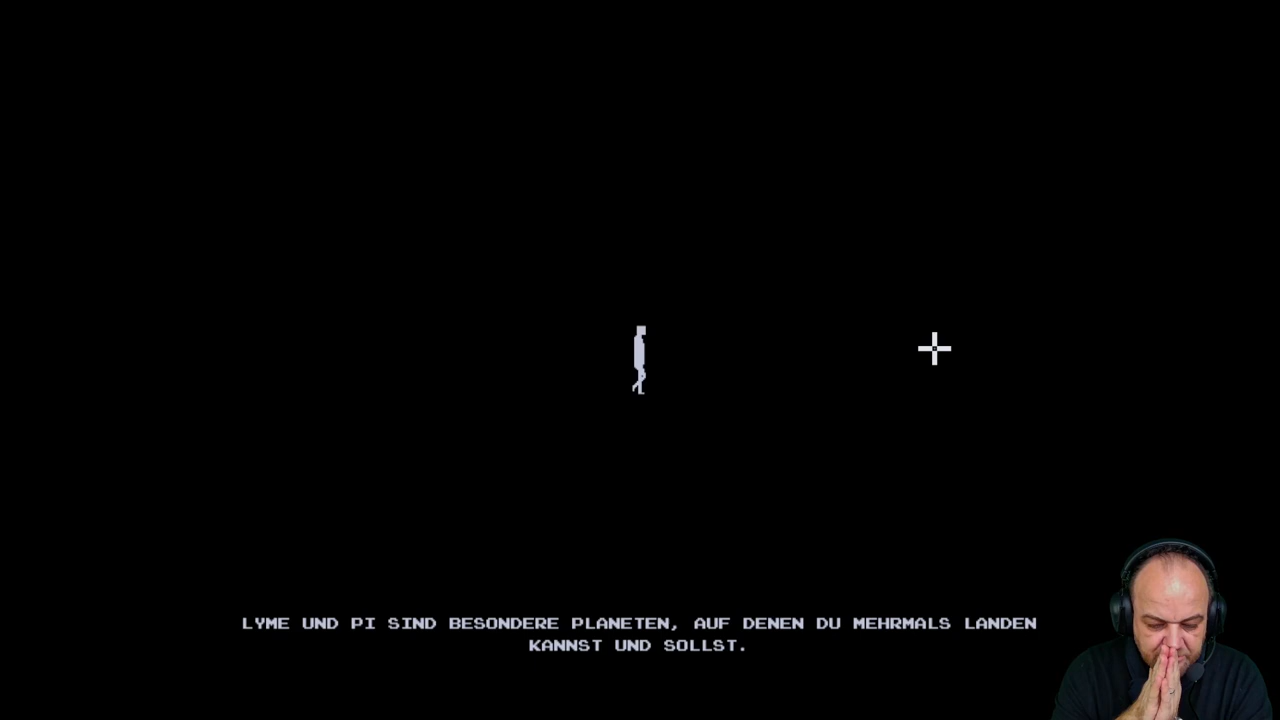 LYME UND PI SIND BESONDERE PLANETEN, AUF DENEN DU MEHRMALS LANDEN
KANNST UND SOLLST.